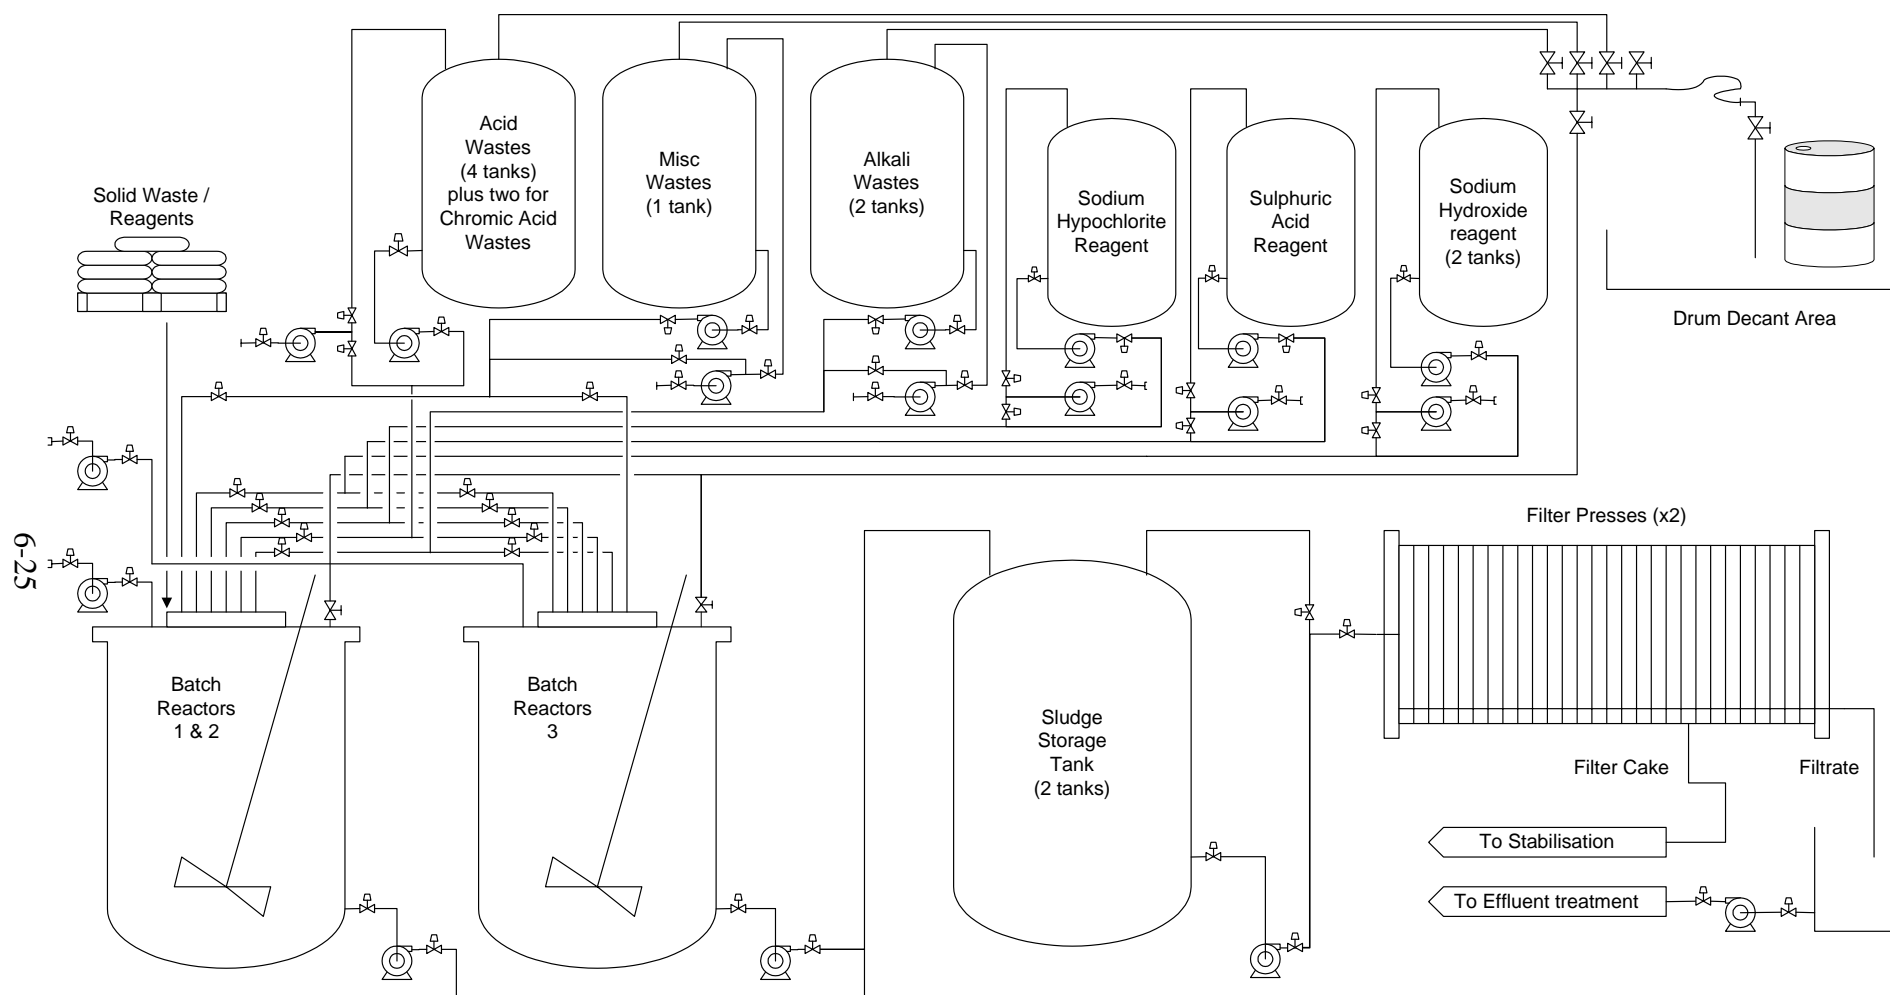 Acid
Wastes
(4 tanks)
plus two for
Chromic Acid
Wastes
Misc
Wastes
(1 tank)
Alkali
Wastes
(2 tanks)
Sodium
Hypochlorite
Reagent
Sulphuric
Acid
Reagent
Sodium
Hydroxide
reagent
(2 tanks)
Solid Waste /
Reagents
Drum Decant Area
6-25
Batch
Reactors
1 & 2
Batch
Reactors
3
Sludge
Storage
Tank
(2 tanks)
Filter Presses (x2)
Filter Cake
Filtrate
To Stabilisation
To Effluent treatment